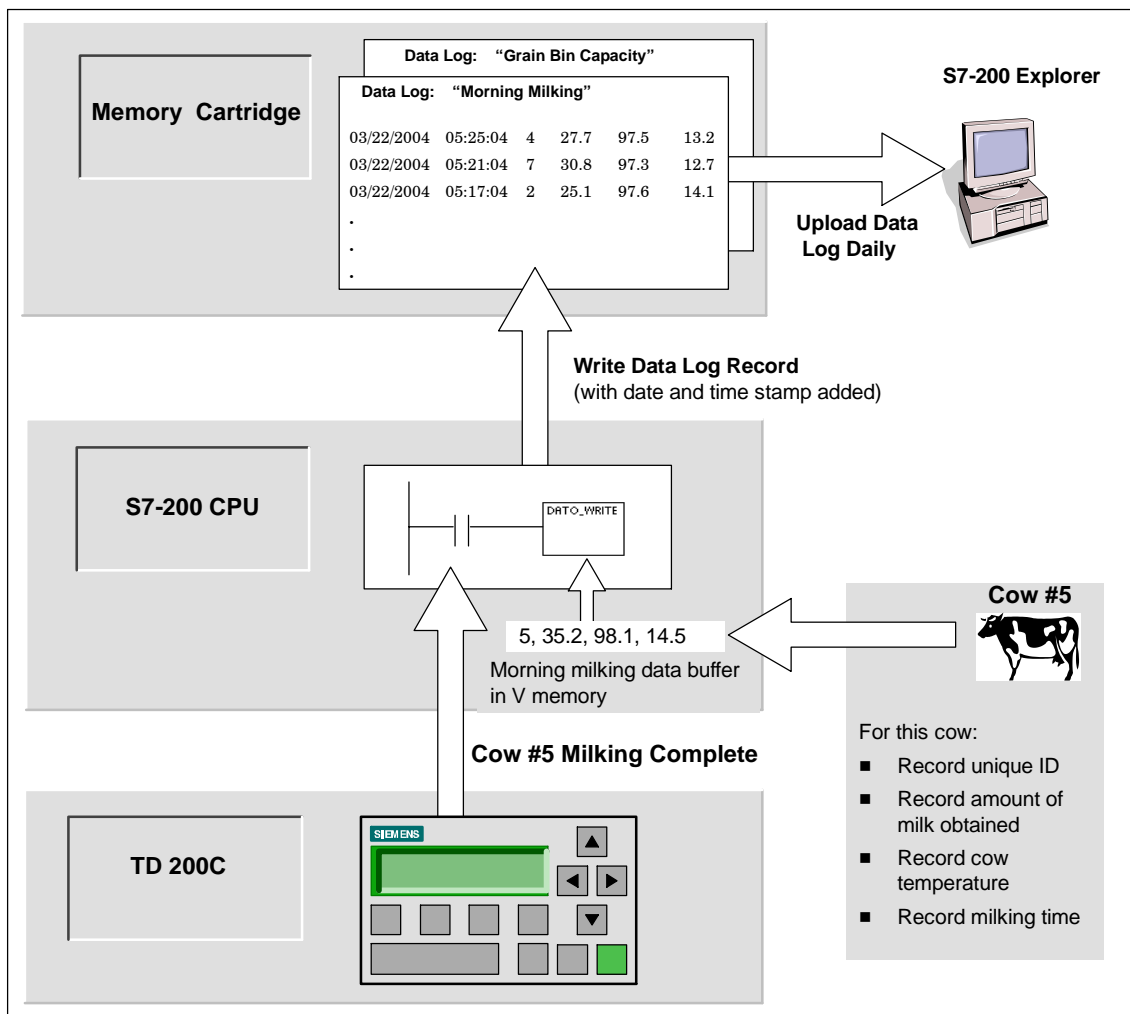 Data Log: “Grain Bin Capacity”
Memory Cartridge
Data Log: “Morning Milking”
03/22/2004 05:25:04 4 27.7 97.5 13.2
03/22/2004 05:21:04 7 30.8 97.3 12.7
03/22/2004 05:17:04 2 25.1 97.6 14.1
.
.
.
S7-200 Explorer
Upload Data
Log Daily
Write Data Log Record
(with date and time stamp added)
S7-200 CPU
DATO_WRITE
5, 35.2, 98.1, 14.5
Morning milking data buffer
in V memory
Cow #5
For this cow:
■ Record unique ID
■ Record amount of
milk obtained
■ Record cow
temperature
■ Record milking time
Cow #5 Milking Complete
TD 200C
SIEMENS